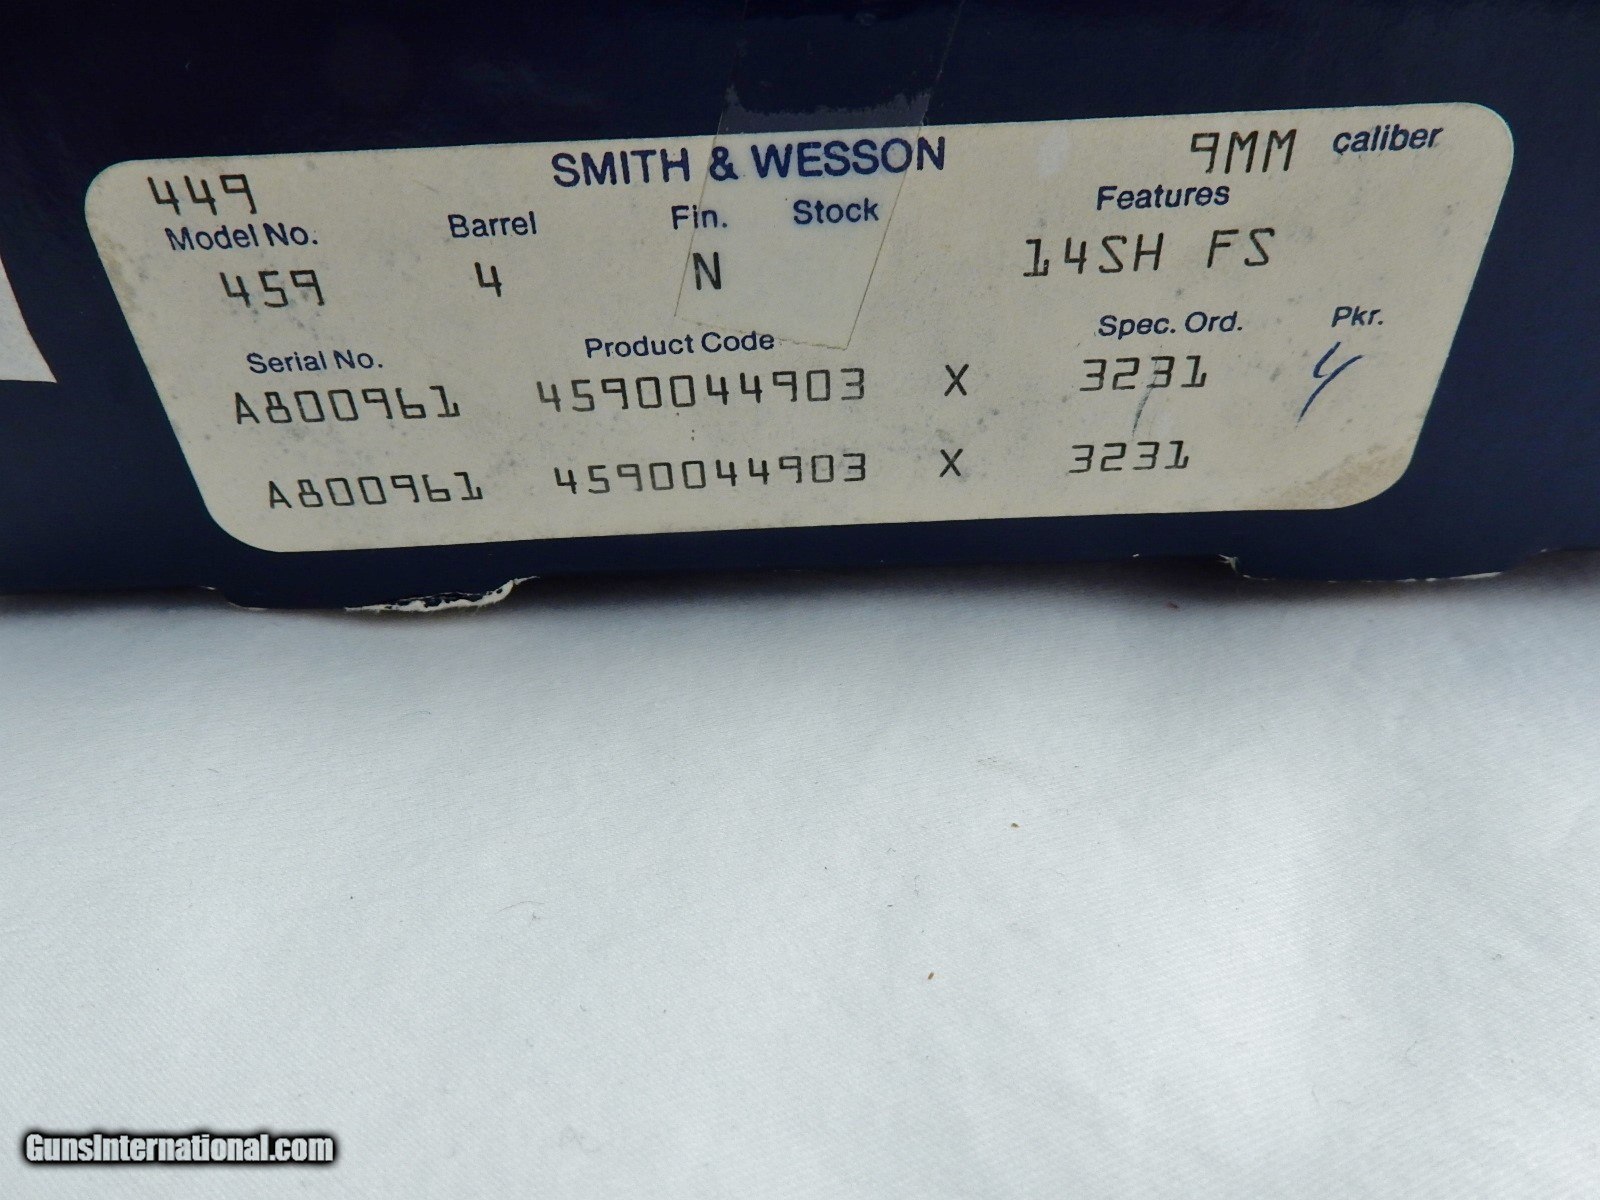 449 SMITH & WESSON 9MM caliber
Model No. Barrel Fin. Stock Features
459 4 N 14SH FS
Serial No. Product Code Spec. Ord. Pkr.
A800961 4590044903 X 3231 4
A800961 4590044903 X 3231
GunsInternational.com